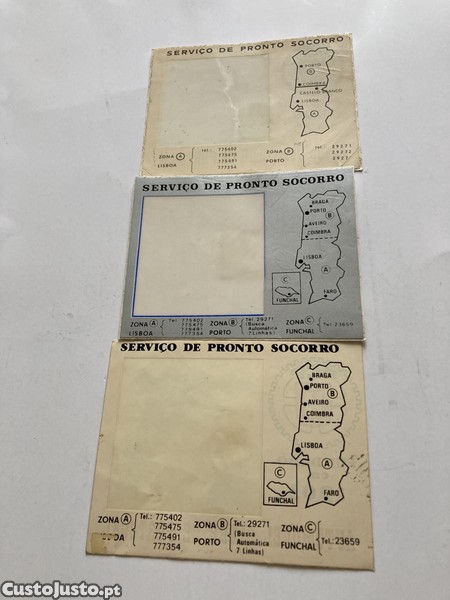 SERVIÇO DE PRONTO SOCORRO
PORTO
B
COIMBRA
CASTELO BRANCO
LISBOA
A
ZONA A
LISBOA
Tel.
775402
775475
775491
777354
ZONA B
PORTO
29271
29272
SERVIÇO DE PRONTO SOCORRO
BRAGA
PORTO B
AVEIRO
COIMBRA
LISBOA
A
C
FUNCHAL
FARO
ZONA A
LISBOA
Tel. 775402
775475
775491
777354
ZONA B
PORTO
Tel. 29271
(Busca
Automática
7 Linhas)
ZONA C
FUNCHAL
Tel. 23659
SERVIÇO DE PRONTO SOCORRO
BRAGA
PORTO
B
AVEIRO
COIMBRA
LISBOA
A
C
FUNCHAL
FARO
ZONA A
Tel.: 775402
775475
775491
777354
ZONA B
PORTO
Tel.: 29271
(Busca
Automática
7 Linhas)
ZONA C
FUNCHAL
Tel.: 23659
CustoJusto.pt